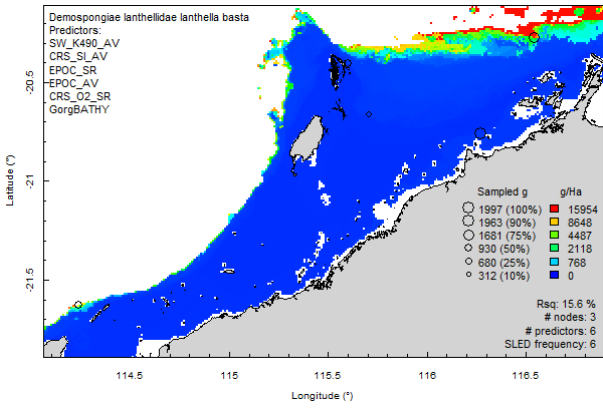 Demospongiae Ianthellidae Ianthella basta
Predictors:
SW_K490_AV
CRS_SI_AV
EPOC_SR
EPOC_AV
CRS_O2_SR
GorgBATHY
-20.5
-21
-21.5
Latitude (°)
Sampled g g/Ha
1997 (100%) 15954
1963 (90%) 8648
1681 (75%) 4487
930 (50%) 2118
680 (25%) 768
312 (10%) 0
Rsq: 15.6 %
# nodes: 3
# predictors: 6
SLED frequency: 6
114.5 115 115.5 116 116.5
Longitude (°)